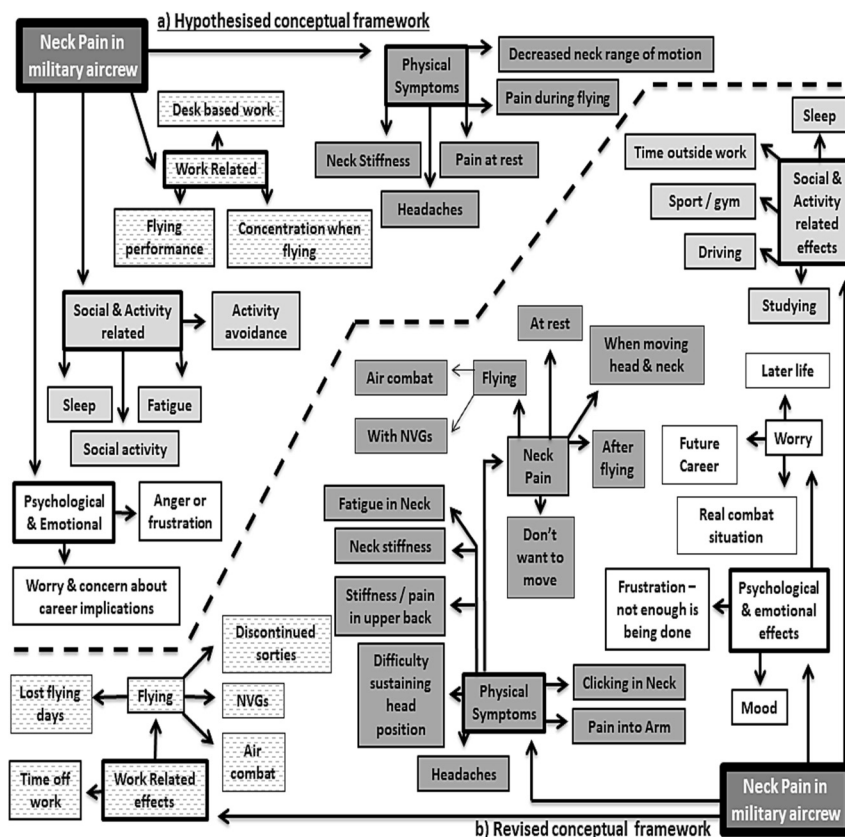 a) Hypothesised conceptual framework
Neck Pain in
military aircrew
Physical
Symptoms
Decreased neck range of motion
Pain during flying
Pain at rest
Headaches
Neck Stiffness
Desk based work
Work Related
Flying
performance
Concentration when
flying
Social & Activity
related
Activity
avoidance
Sleep
Fatigue
Social activity
Psychological
& Emotional
Anger or
frustration
Worry & concern about
career implications
Sleep
Time outside work
Social &
Activity
related
effects
Sport / gym
Driving
Studying
At rest
When moving
head & neck
Air combat
Flying
With NVGs
Neck
Pain
After
flying
Don't
want to
move
Later life
Future
Career
Worry
Real combat
situation
Fatigue in Neck
Neck stiffness
Stiffness / pain
in upper back
Difficulty
sustaining
head
position
Physical
Symptoms
Clicking in Neck
Pain into Arm
Headaches
Frustration –
not enough is
being done
Psychological
& emotional
effects
Mood
Discontinued
sorties
Lost flying
days
Flying
NVGs
Air
combat
Time off
work
Work Related
effects
Neck Pain in
military aircrew
b) Revised conceptual framework